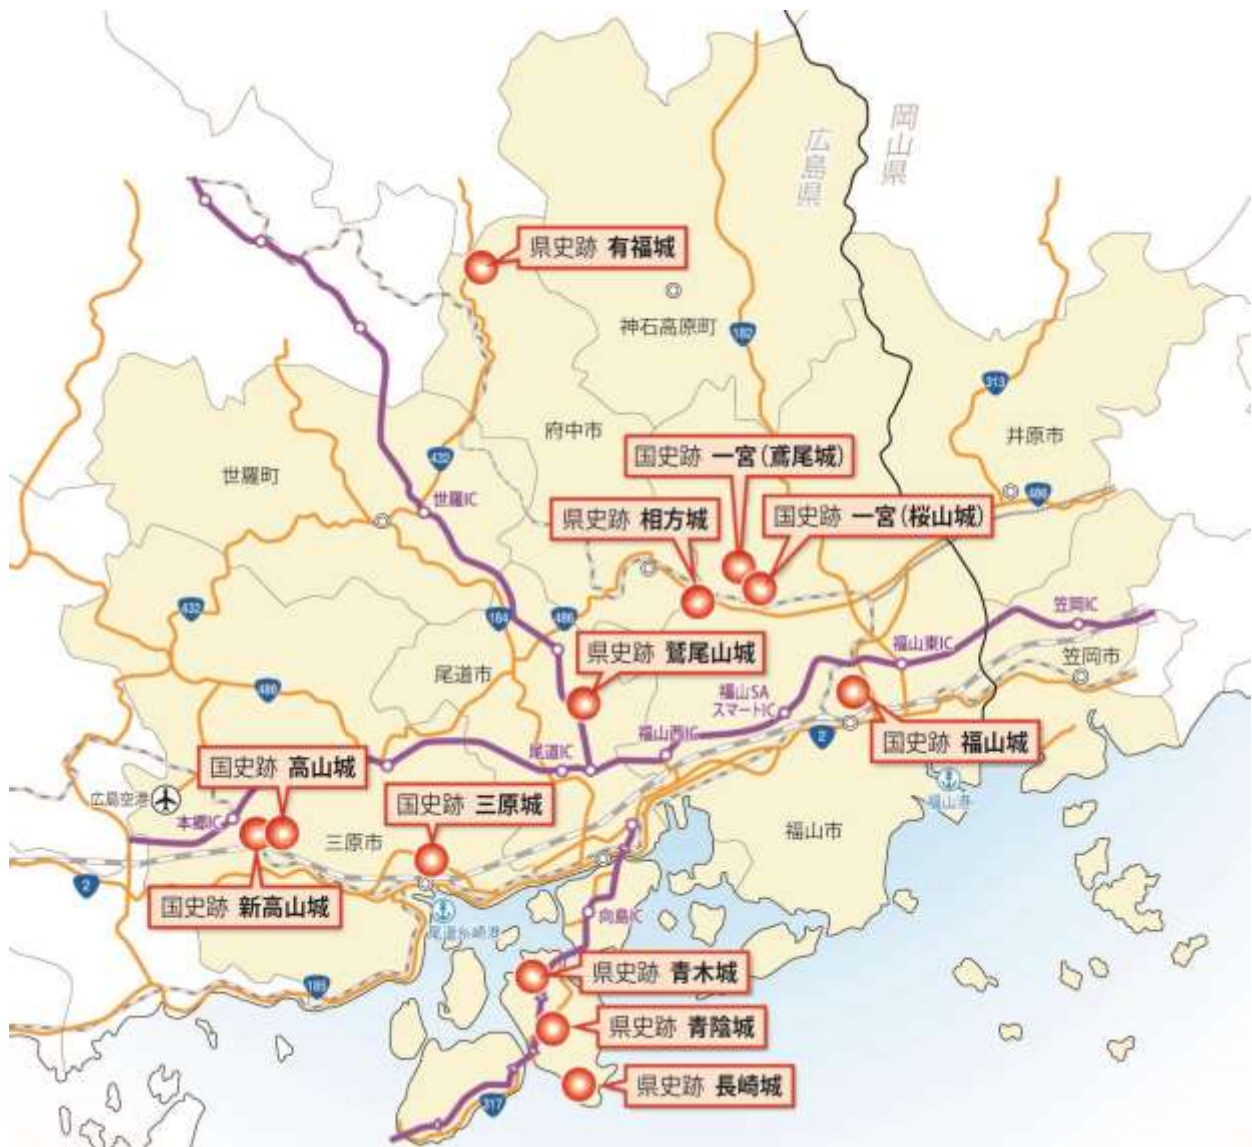 岡山県
広島県
県史跡 有福城
神石高原町
182
313
府中市
井原市
国史跡 一宮(鳶尾城)
432
世羅町
世羅IC
486
県史跡 相方城
国史跡 一宮(桜山城)
432
184
486
笠岡IC
県史跡 鷲尾山城
福山東IC
笠岡市
尾道市
486
福山SA
スマートIC
福山西IC
2
国史跡 福山城
尾道IC
国史跡 高山城
広島空港
国史跡 三原城
福山港
本郷IC
三原市
福山市
2
国史跡 新高山城
向島IC
尾道糸崎港
県史跡 青木城
185
県史跡 青陰城
県史跡 長崎城
317